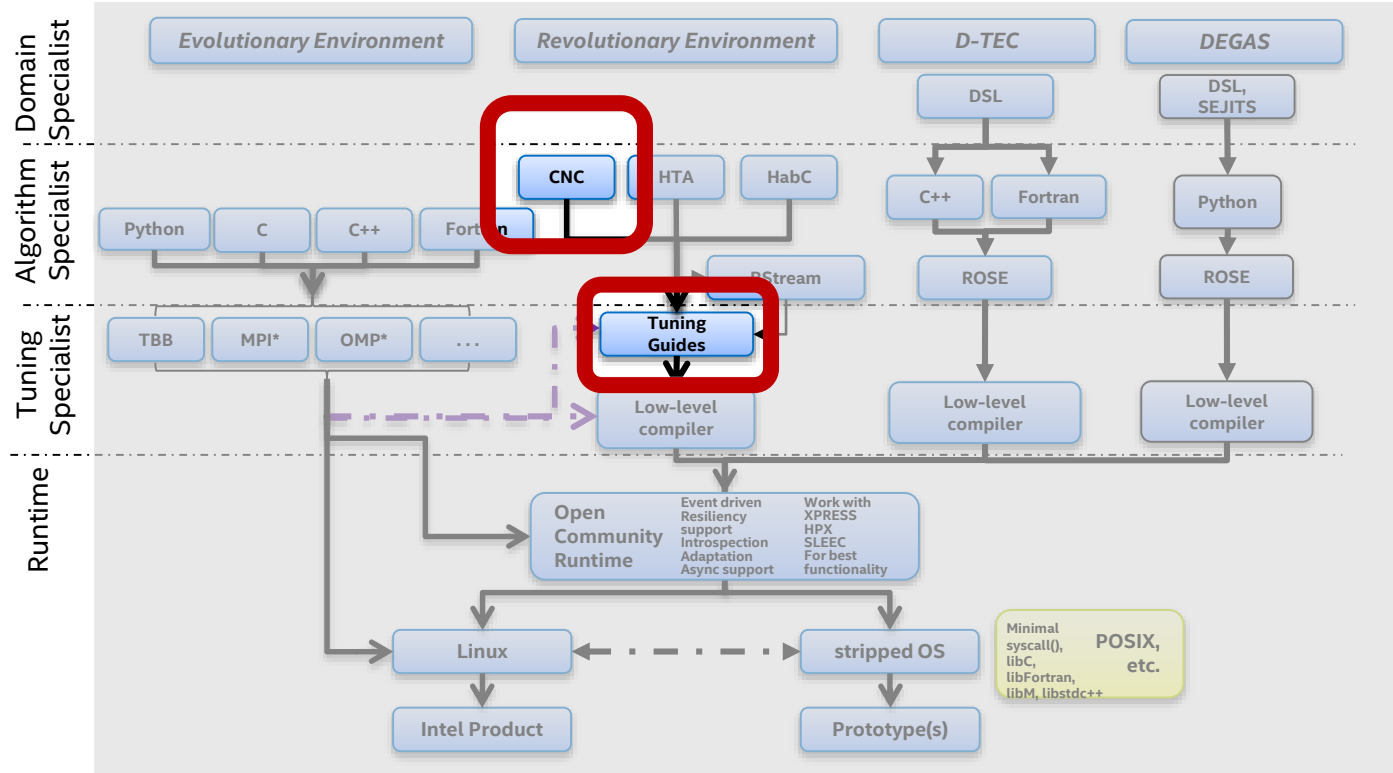 Evolutionary Environment
Revolutionary Environment
D-TEC
DEGAS
Domain
Specialist
DSL
DSL,
SEJITS
Algorithm
Specialist
CNC
HTA
HabC
C++
Fortran
Python
Python
C
C++
Fortran
RStream
ROSE
ROSE
Tuning
Specialist
TBB
MPI*
OMP*
...
Tuning
Guides
Low-level
compiler
Low-level
compiler
Low-level
compiler
Runtime
Open
Community
Runtime
Event driven
Resiliency
support
Introspection
Adaptation
Async support
Work with
XPRESS
HPX
SLEEC
For best
functionality
Linux
stripped OS
Minimal
syscall(),
libC,
libFortran,
libM, libstdc++
POSIX,
etc.
Intel Product
Prototype(s)